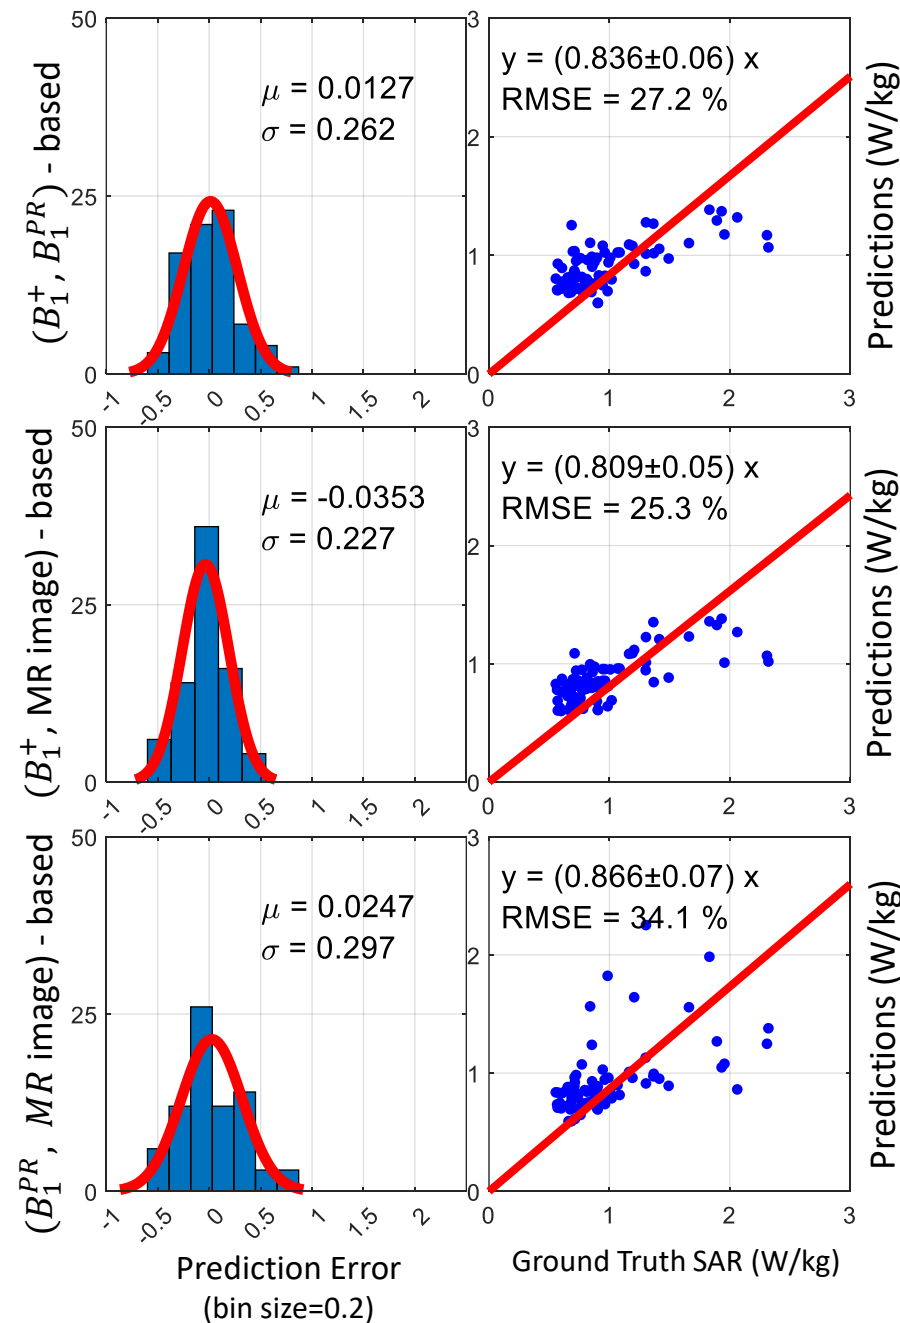 (B₁⁺, B₁ᴾᴿ) - based
50
25
0
μ = 0.0127
σ = 0.262
-1
-0.5
0
0.5
1
1.5
2
y = (0.836±0.06) x
RMSE = 27.2 %
3
2
1
0
0
1
2
3
Predictions (W/kg)
(B₁⁺, MR image) - based
50
25
0
μ = -0.0353
σ = 0.227
-1
-0.5
0
0.5
1
1.5
2
y = (0.809±0.05) x
RMSE = 25.3 %
3
2
1
0
0
1
2
3
Predictions (W/kg)
(B₁ᴾᴿ, MR image) - based
50
25
0
μ = 0.0247
σ = 0.297
-1
-0.5
0
0.5
1
1.5
2
Prediction Error
(bin size=0.2)
y = (0.866±0.07) x
RMSE = 34.1 %
3
2
1
0
0
1
2
3
Predictions (W/kg)
Ground Truth SAR (W/kg)